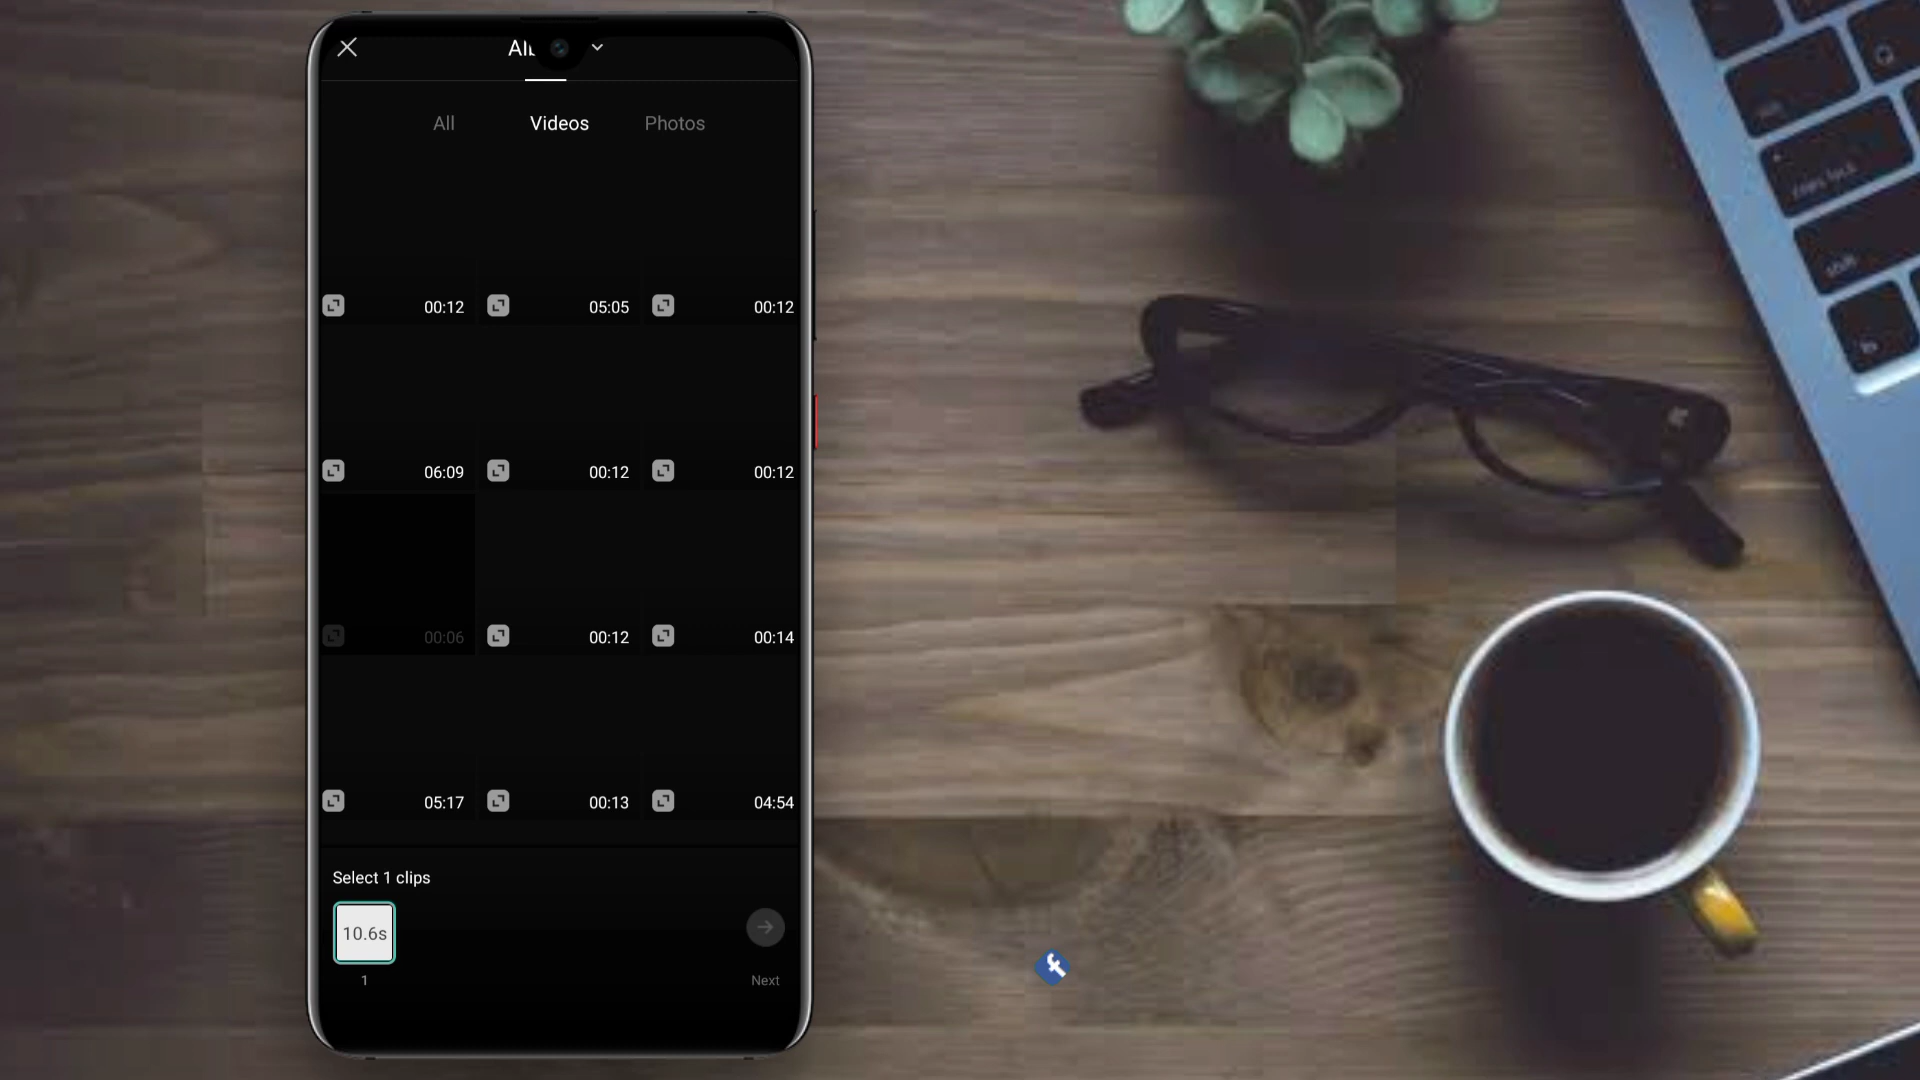 All Videos Photos
00:12 05:05 00:12
06:09 00:12 00:12
00:06 00:12 00:14
05:17 00:13 04:54
Select 1 clips
10.6s
1 Next
f
shift